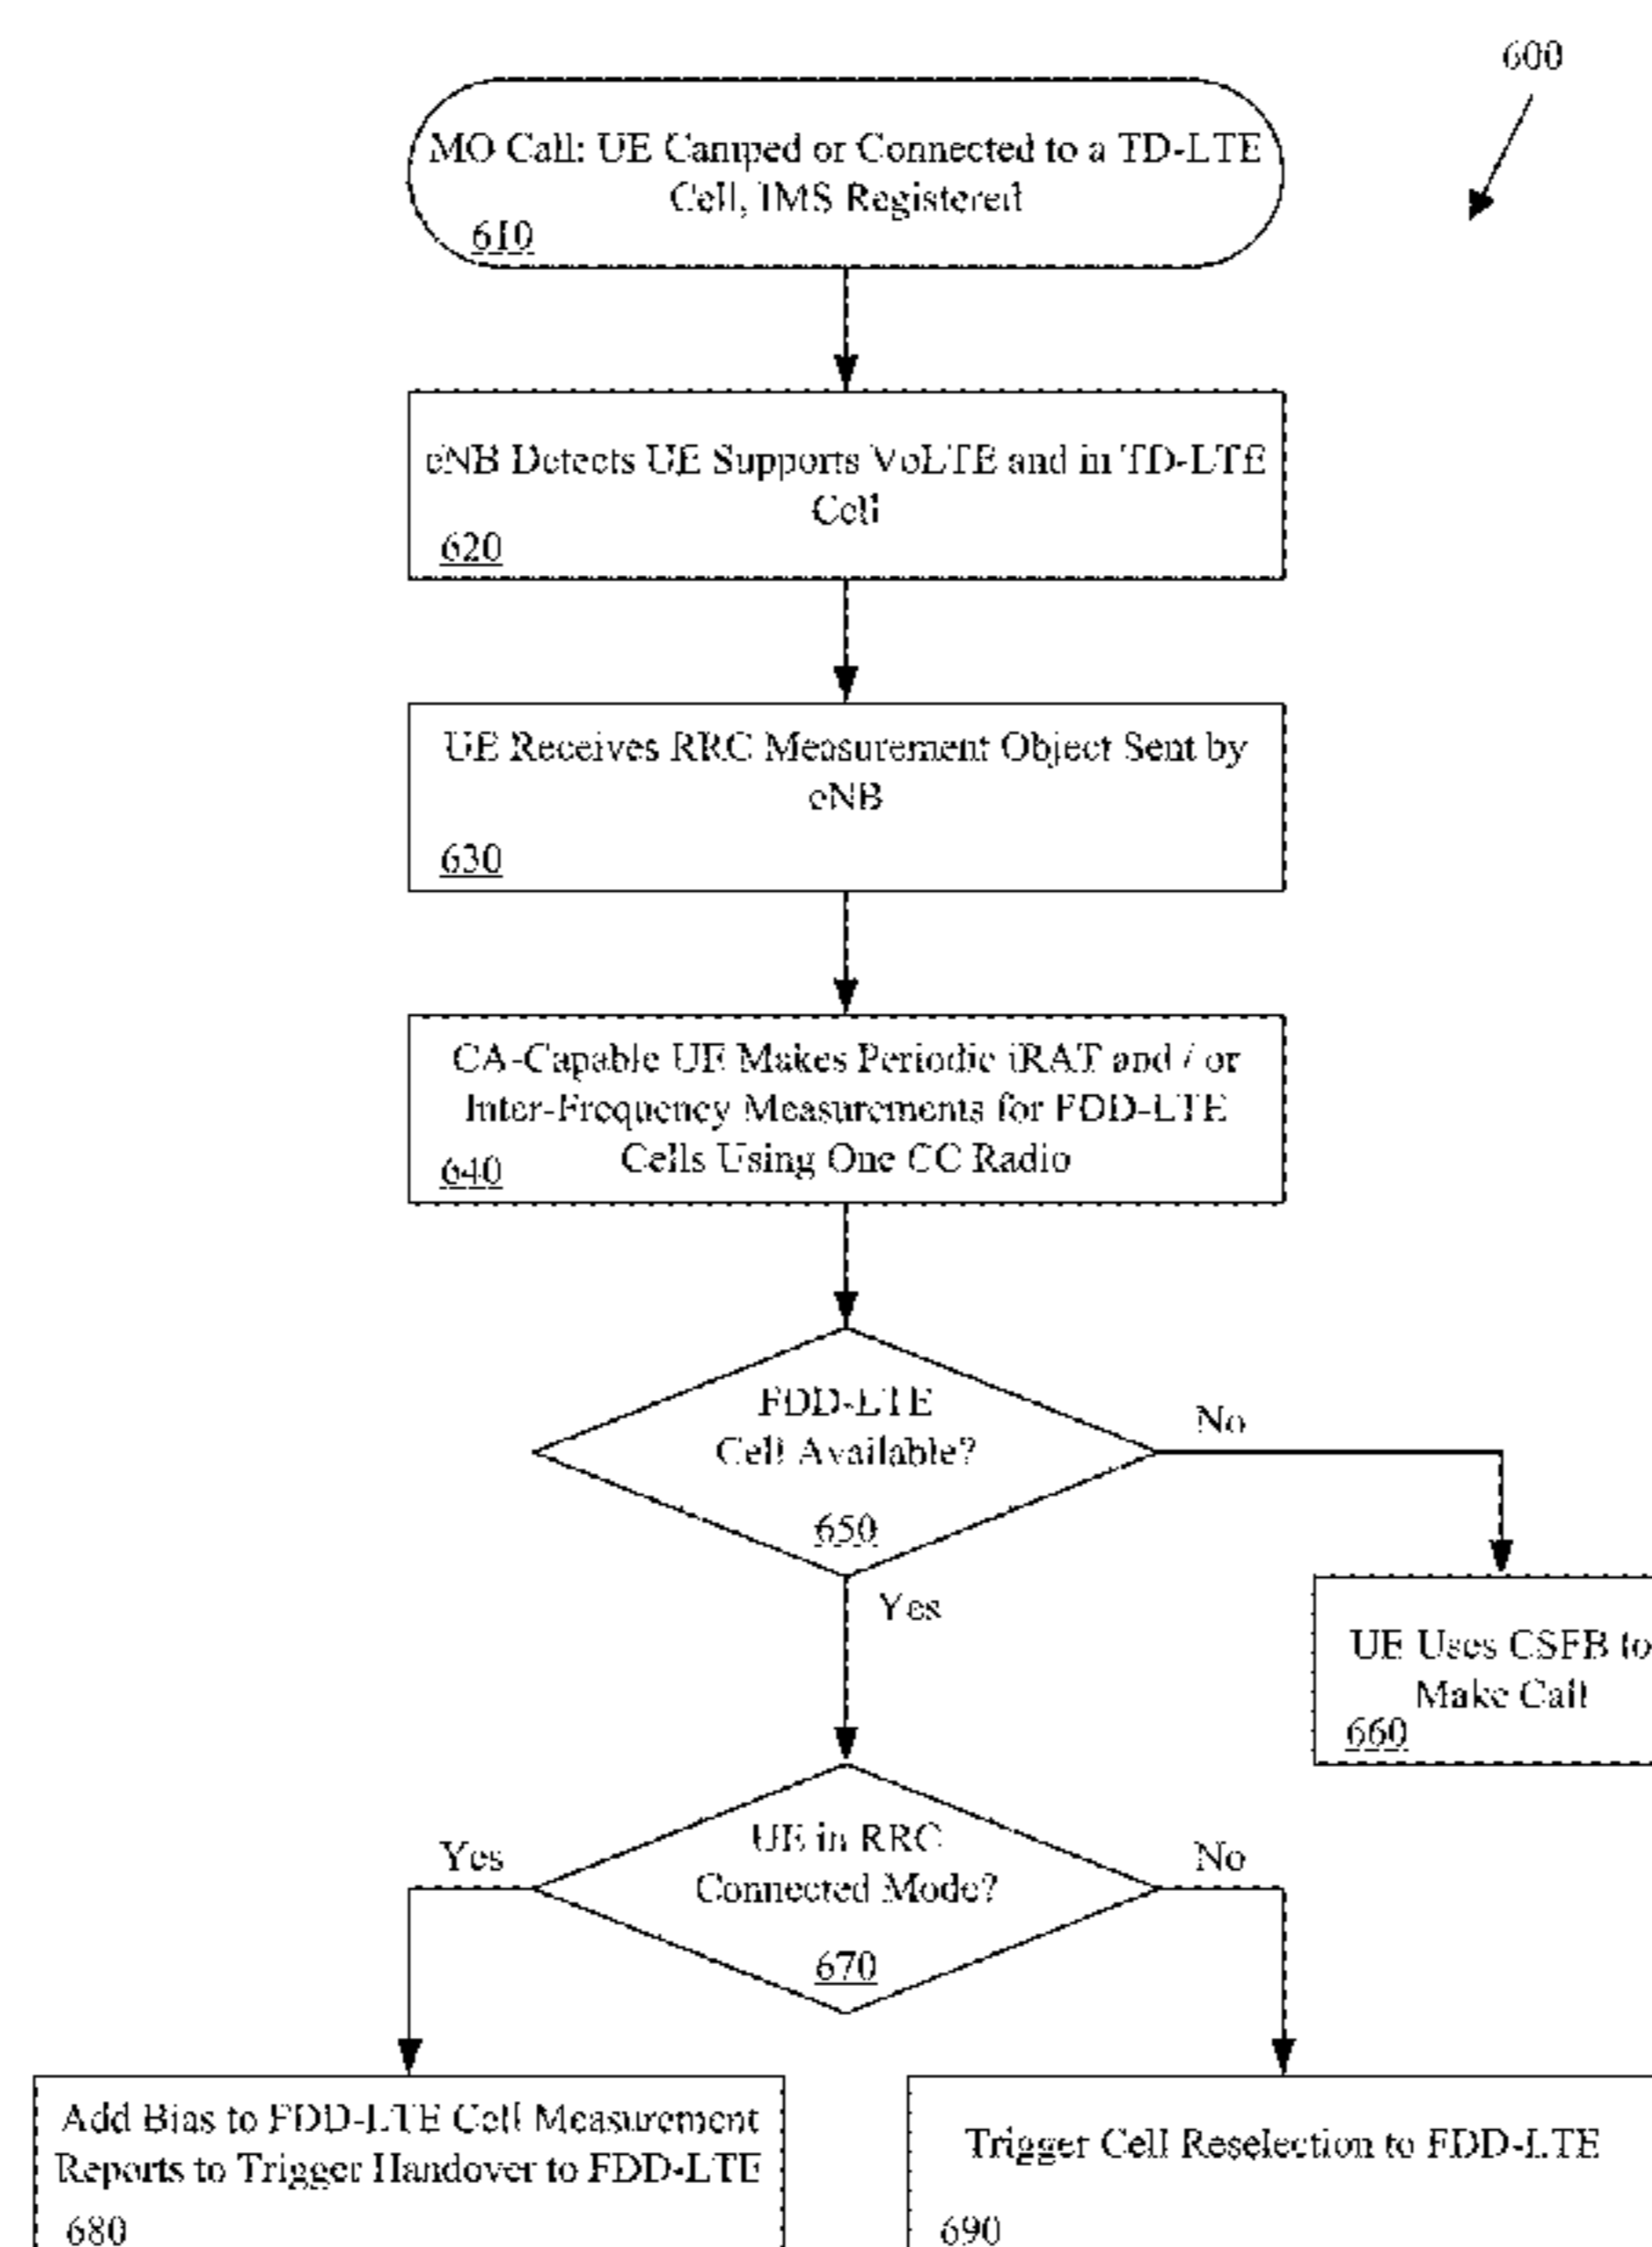 600
MO Call: UE Camped or Connected to a TD-LTE
Cell, IMS Registered
610
eNB Detects UE Supports VoLTE and in TD-LTE
Cell
620
UE Receives RRC Measurement Object Sent by
eNB
630
CA-Capable UE Makes Periodic iRAT and / or
Inter-Frequency Measurements for FDD-LTE
Cells Using One CC Radio
640
FDD-LTE
Cell Available?
650
No
Yes
UE Uses CSFB to
Make Call
660
UE in RRC
Connected Mode?
670
Yes
No
Add Bias to FDD-LTE Cell Measurement
Reports to Trigger Handover to FDD-LTE
680
Trigger Cell Reselection to FDD-LTE
690